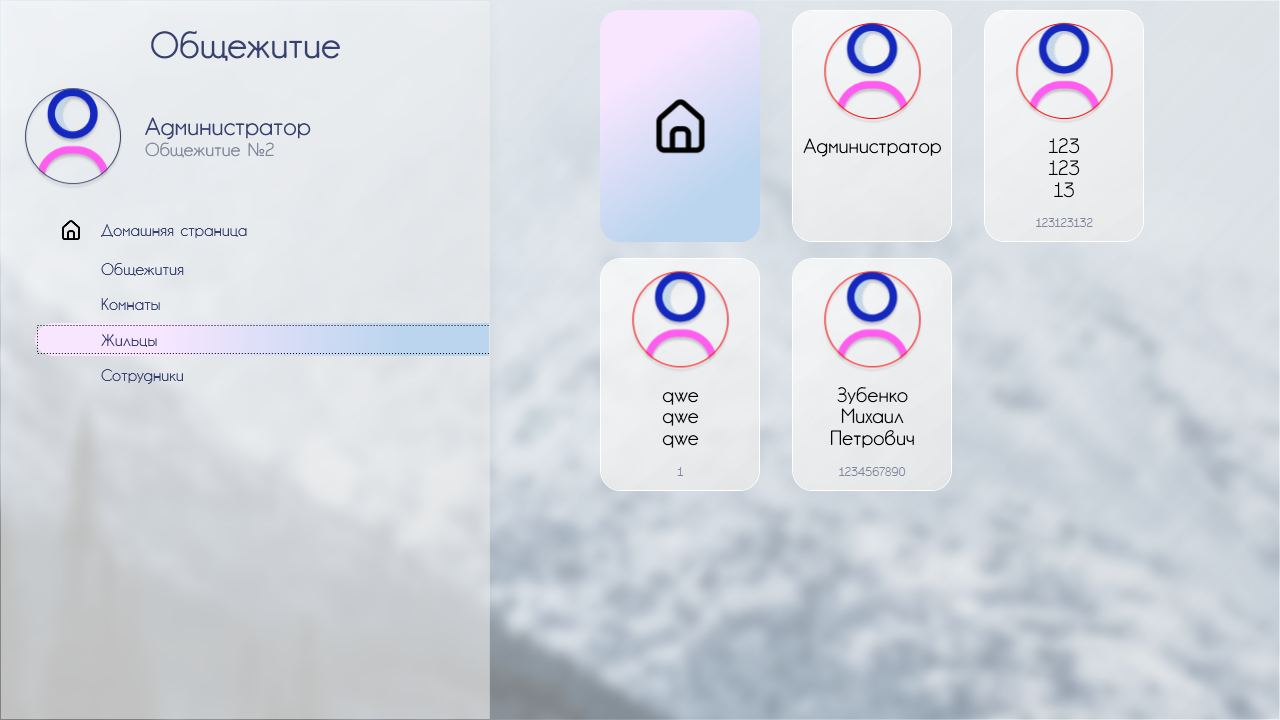 Общежитие
Администратор
Общежитие №2
Домашняя страница
Общежития
Комнаты
Жильцы
Сотрудники
Администратор
123
123
13
123123132
qwe
qwe
qwe
1
Зубенко
Михаил
Петрович
1234567890